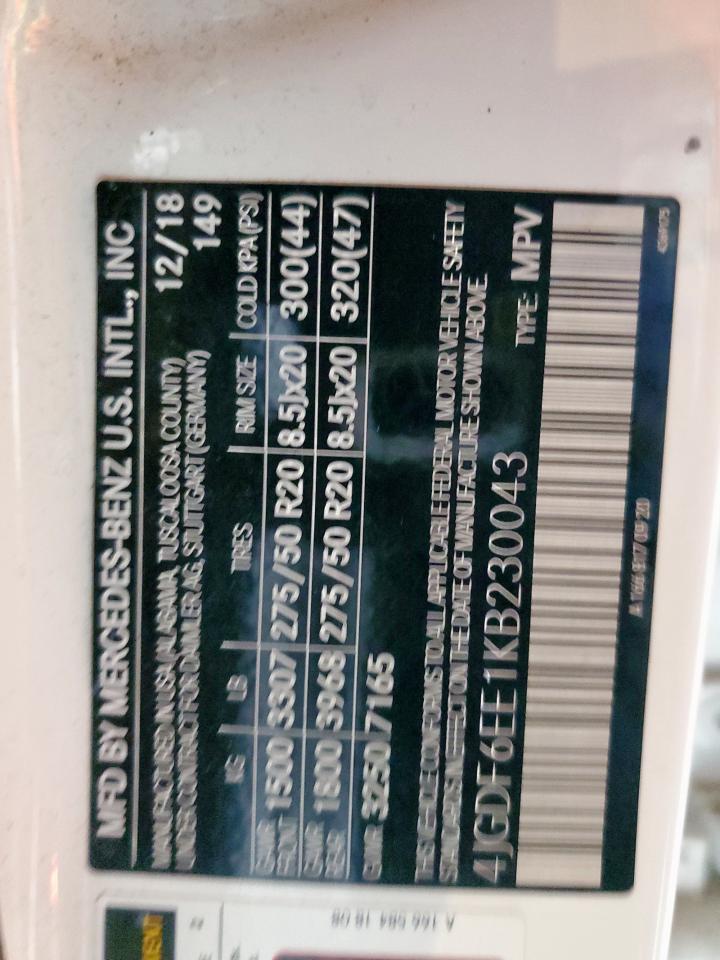 MFD BY MERCEDES-BENZ U.S. INTL., INC
MANUFACTURED IN USA (ALABAMA, TUSCALOOSA COUNTY) 12/18
UNDER CONTRACT FOR DAIMLER AG, STUTTGART (GERMANY) 149
KG LB TIRES RIM SIZE COLD KPA (PSI)
GAWR FRONT 1500 3307 275/50 R20 8.5Jx20 300(44)
GAWR REAR 1800 3968 275/50 R20 8.5Jx20 320(47)
GVWR 3250 7165
THIS VEHICLE CONFORMS TO ALL APPLICABLE FEDERAL MOTOR VEHICLE SAFETY
STANDARDS IN EFFECT ON THE DATE OF MANUFACTURE SHOWN ABOVE.
4JGDF6EE1KB230043 TYPE: MPV
A 166 817 09 20
A 166 584 18 08